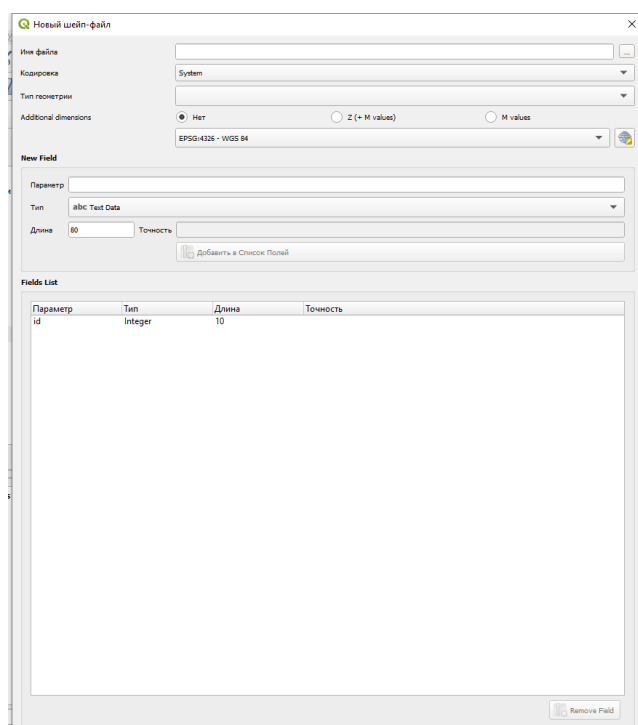 Новый шейп-файл
Имя файла
...
Кодировка System
Тип геометрии
Additional dimensions Нет Z (+ M values) M values
EPSG:4326 - WGS 84
New Field
Параметр
Тип abc Text Data
Длина 80 Точность
Добавить в Список Полей
Fields List
Параметр Тип Длина Точность
id Integer 10
Remove Field